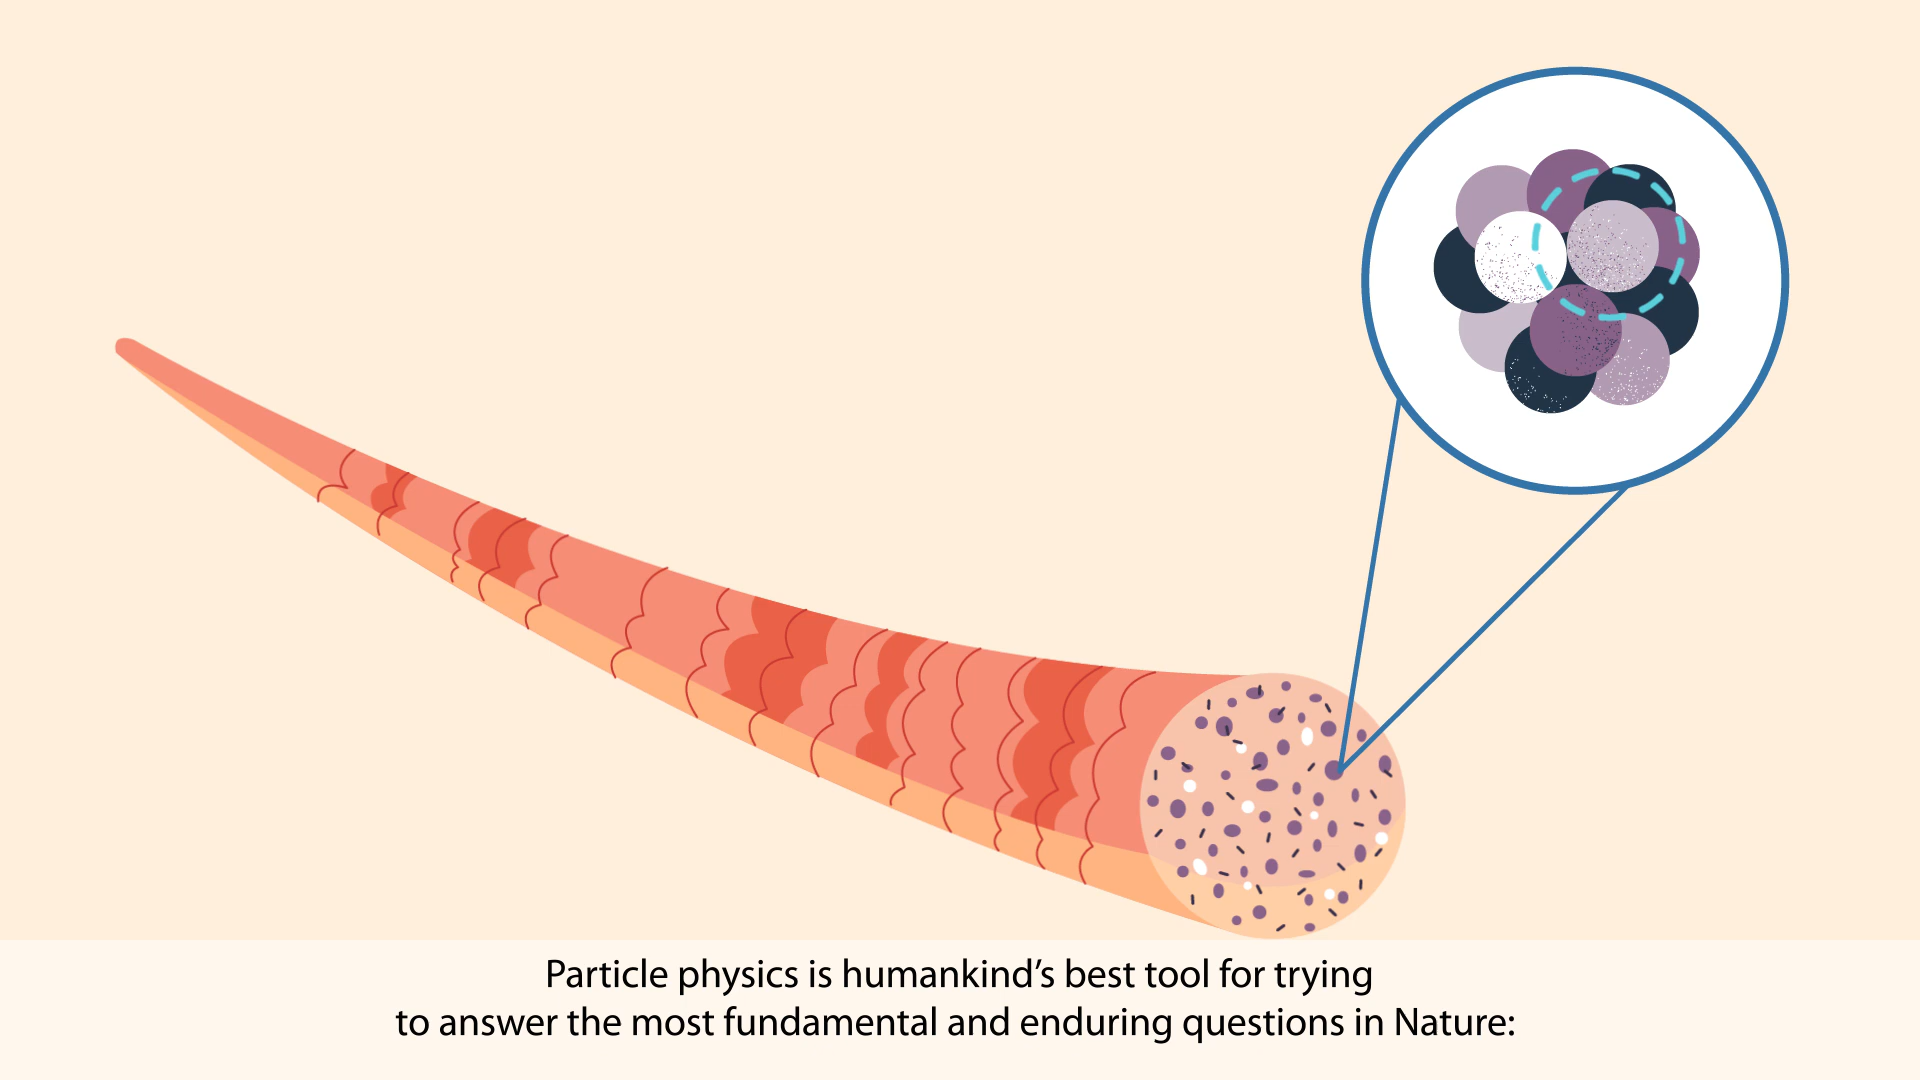 Particle physics is humankind’s best tool for trying
to answer the most fundamental and enduring questions in Nature: